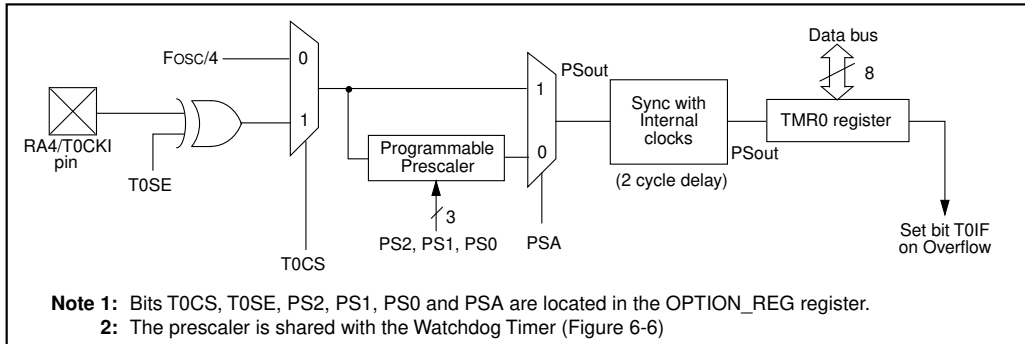 Data bus
8
FOSC/4
0
PSout
1
Sync with
Internal
clocks
TMR0 register
RA4/T0CKI
pin
1
Programmable
Prescaler
0
PSout
T0SE
(2 cycle delay)
3
PS2, PS1, PS0
PSA
Set bit T0IF
on Overflow
T0CS
Note 1: Bits T0CS, T0SE, PS2, PS1, PS0 and PSA are located in the OPTION_REG register.
2: The prescaler is shared with the Watchdog Timer (Figure 6-6)